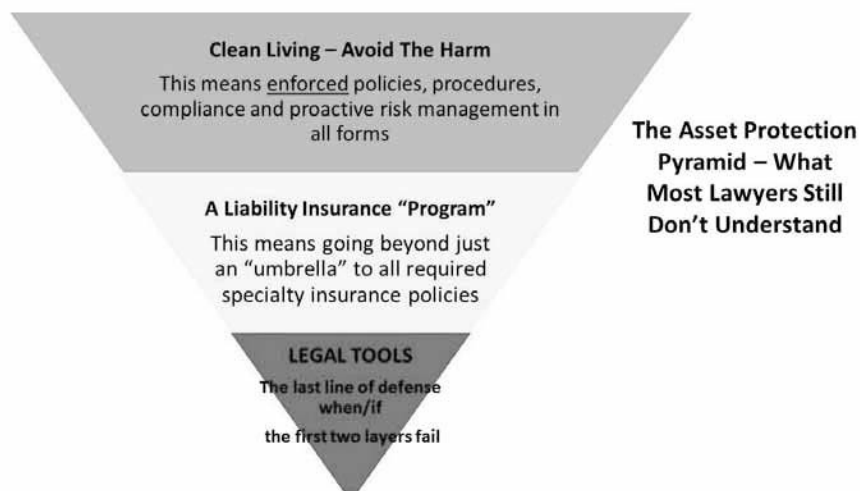 Clean Living – Avoid The Harm
This means enforced policies, procedures,
compliance and proactive risk management in
all forms
The Asset Protection
Pyramid – What
Most Lawyers Still
Don't Understand
A Liability Insurance “Program”
This means going beyond just
an “umbrella” to all required
specialty insurance policies
LEGAL TOOLS
The last line of defense
when/if
the first two layers fail